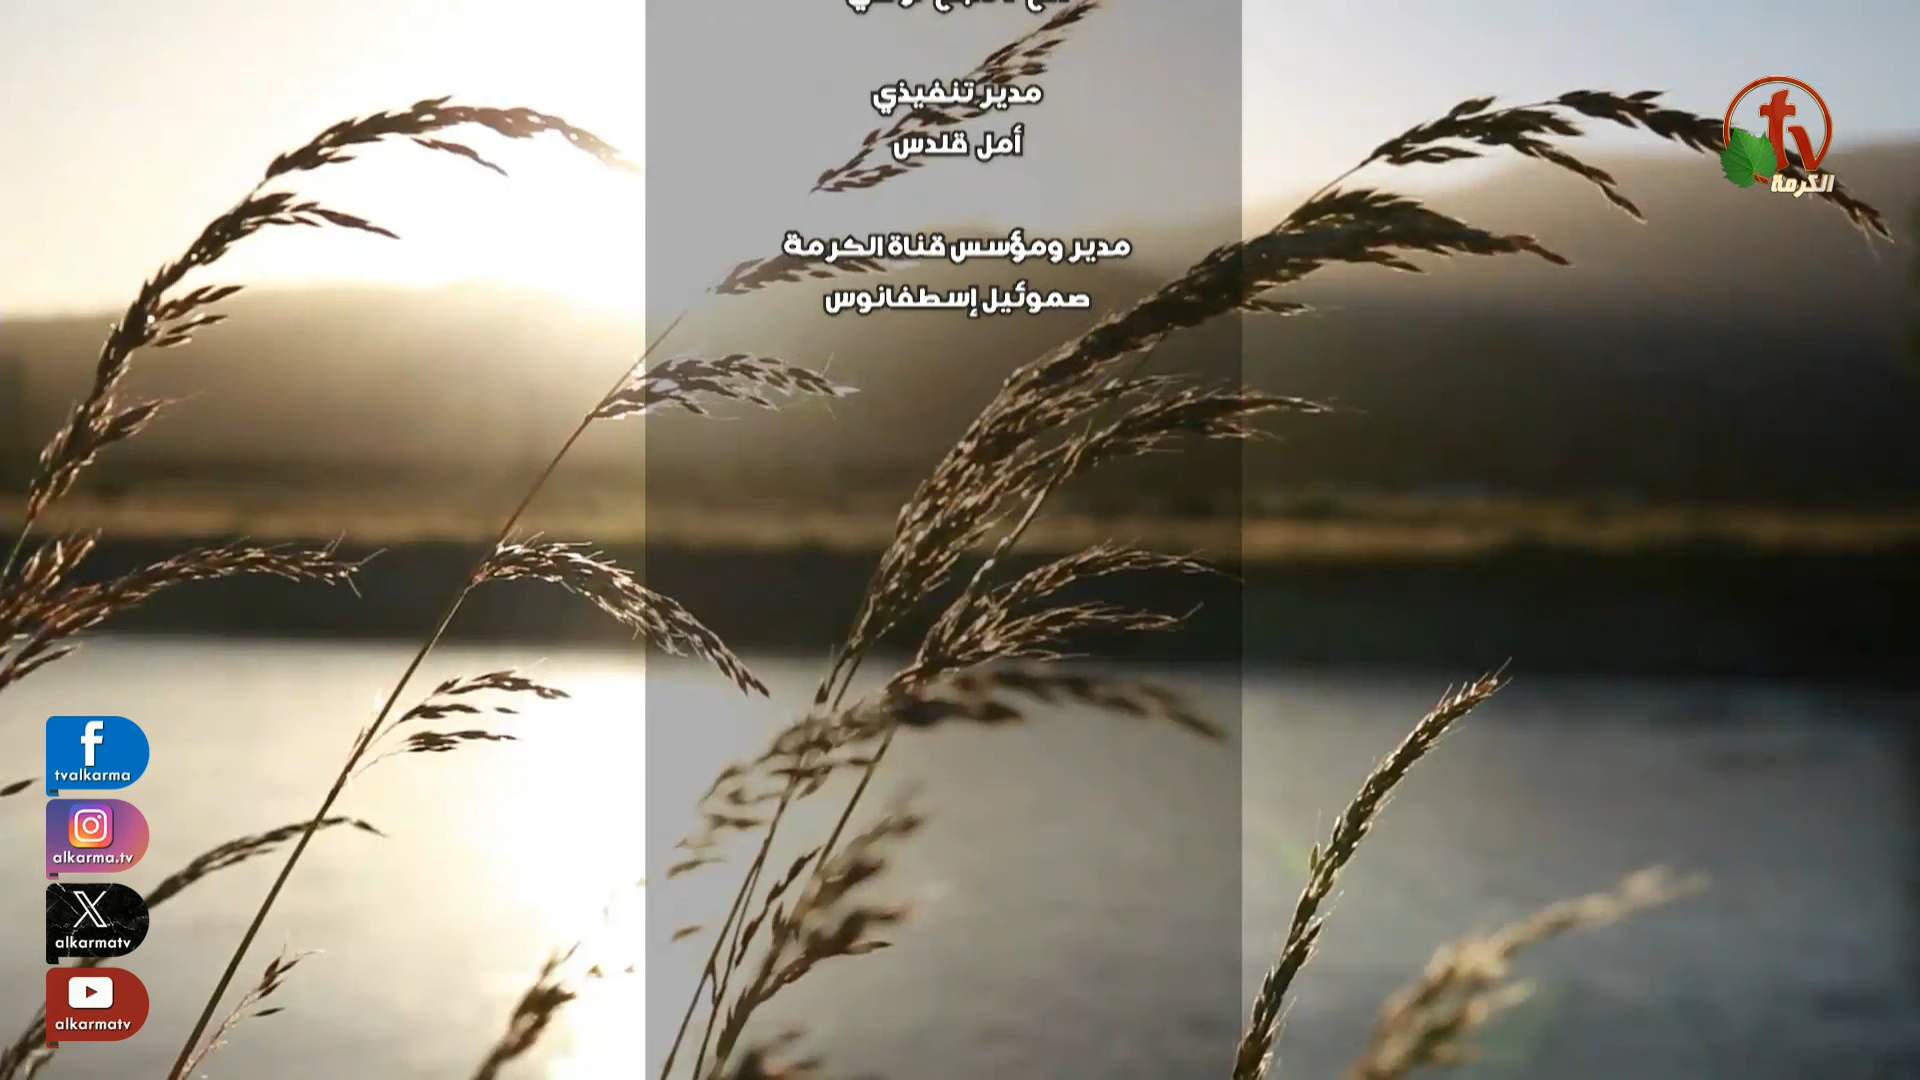 مدير تنفيذي
أمل قلدس
مدير ومؤسس قناة الكرمة
صموئيل إسطفانوس
tv
الكرمة
tvalkarma
alkarma.tv
alkarmatv
alkarmatv